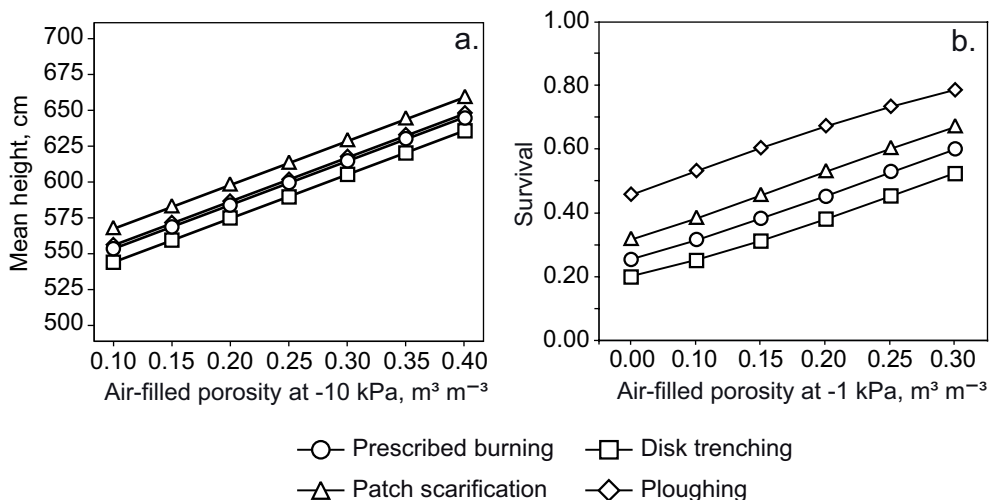 a.
700
675
650
625
600
575
550
525
500
Mean height, cm
0.10 0.15 0.20 0.25 0.30 0.35 0.40
Air-filled porosity at -10 kPa, m³ m⁻³
b.
1.00
0.80
0.60
0.40
0.20
0.00
Survival
0.00 0.10 0.15 0.20 0.25 0.30
Air-filled porosity at -1 kPa, m³ m⁻³
Prescribed burning
Disk trenching
Patch scarification
Ploughing